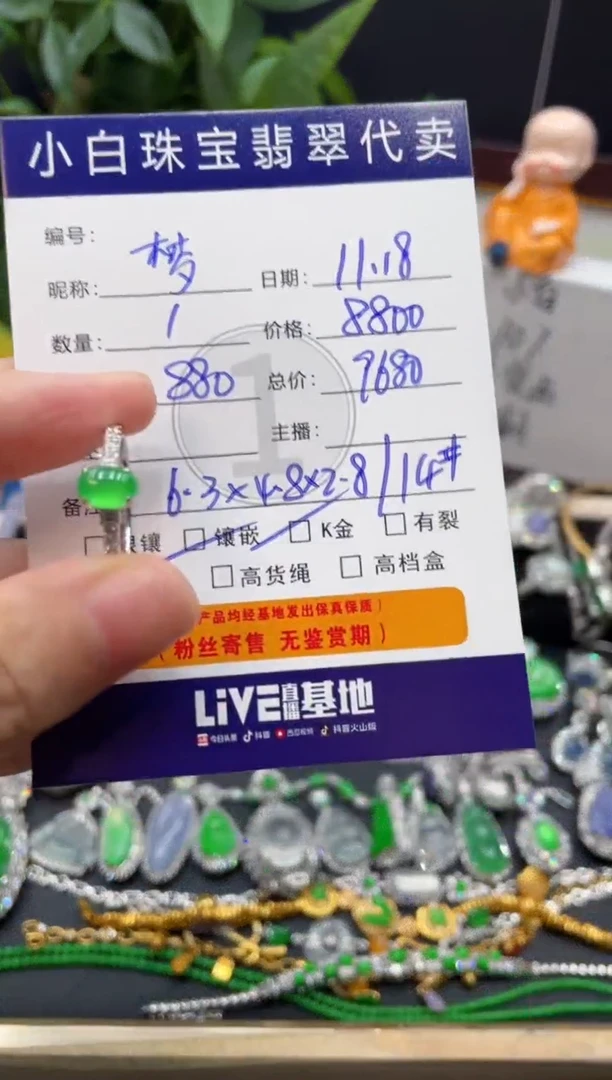 小白珠宝翡翠代卖
编号:
昵称: 梦 日期: 11.18
数量: 1 价格: 8800
880 总价: 9680
主播:
备注 6.3×4.8×2.8/14#
银镶 镶嵌 K金 有裂
高货绳 高档盒
产品均经基地发出保真保质)
(粉丝寄售 无鉴赏期)
LiVE直播基地
今日头条 抖音 西瓜视频 抖音火山版